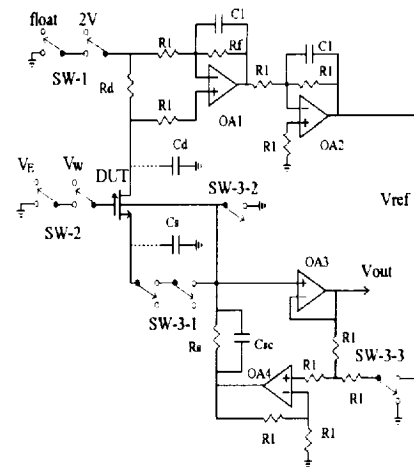 float 2V
C1
R1
Rf
C1
SW-1
Rd
R1
OA1
R1
R1
R1
OA2
Cd
VE VW DUT
SW-3-2
Vref
SW-2
Cs
OA3
Vout
SW-3-1
R1
SW-3-3
Rs
Csc
OA4
R1
R1
R1
R1